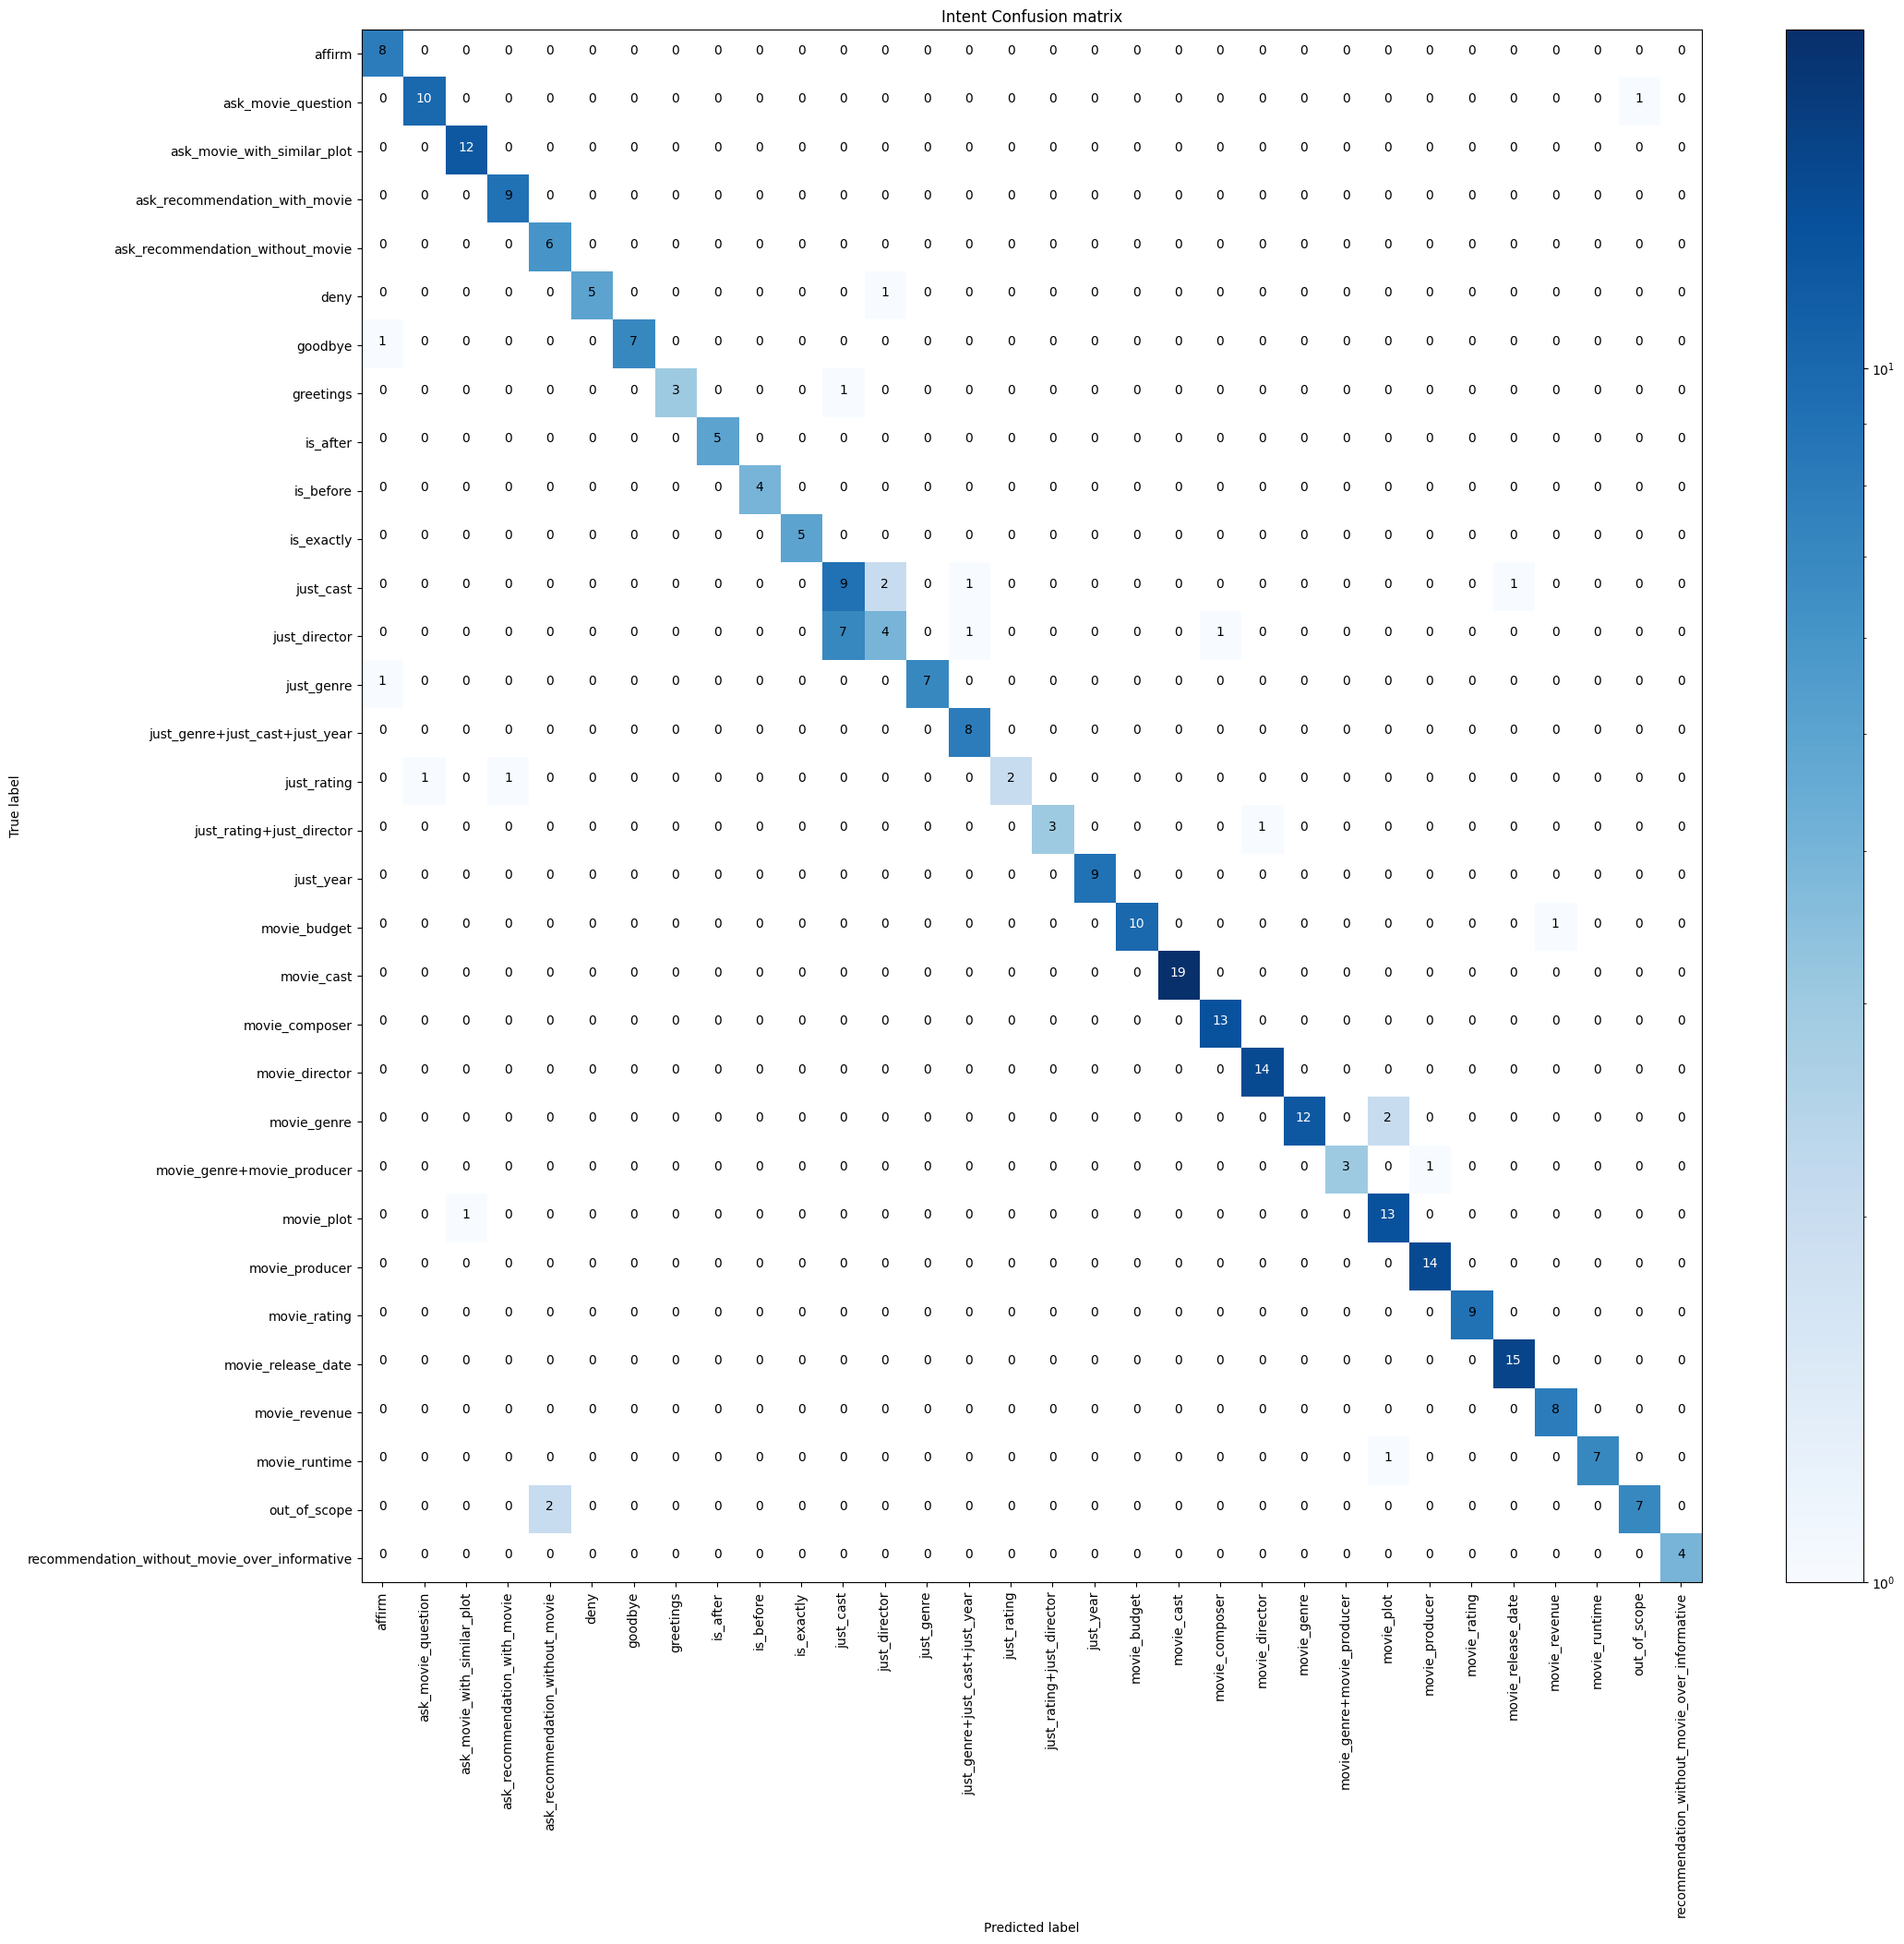 Intent Confusion matrix
affirm 8 0 0 0 0 0 0 0 0 0 0 0 0 0 0 0 0 0 0 0 0 0 0 0 0 0 0 0 0 0 0 0
ask_movie_question 0 10 0 0 0 0 0 0 0 0 0 0 0 0 0 0 0 0 0 0 0 0 0 0 0 0 0 0 0 0 1 0
ask_movie_with_similar_plot 0 0 12 0 0 0 0 0 0 0 0 0 0 0 0 0 0 0 0 0 0 0 0 0 0 0 0 0 0 0 0 0
ask_recommendation_with_movie 0 0 0 9 0 0 0 0 0 0 0 0 0 0 0 0 0 0 0 0 0 0 0 0 0 0 0 0 0 0 0 0
ask_recommendation_without_movie 0 0 0 0 6 0 0 0 0 0 0 0 0 0 0 0 0 0 0 0 0 0 0 0 0 0 0 0 0 0 0 0
deny 0 0 0 0 0 5 0 0 0 0 0 0 1 0 0 0 0 0 0 0 0 0 0 0 0 0 0 0 0 0 0 0
goodbye 1 0 0 0 0 0 7 0 0 0 0 0 0 0 0 0 0 0 0 0 0 0 0 0 0 0 0 0 0 0 0 0
greetings 0 0 0 0 0 0 0 3 0 0 0 1 0 0 0 0 0 0 0 0 0 0 0 0 0 0 0 0 0 0 0 0
is_after 0 0 0 0 0 0 0 0 5 0 0 0 0 0 0 0 0 0 0 0 0 0 0 0 0 0 0 0 0 0 0 0
is_before 0 0 0 0 0 0 0 0 0 4 0 0 0 0 0 0 0 0 0 0 0 0 0 0 0 0 0 0 0 0 0 0
is_exactly 0 0 0 0 0 0 0 0 0 0 5 0 0 0 0 0 0 0 0 0 0 0 0 0 0 0 0 0 0 0 0 0
just_cast 0 0 0 0 0 0 0 0 0 0 0 9 2 0 1 0 0 0 0 0 0 0 0 0 0 0 0 1 0 0 0 0
just_director 0 0 0 0 0 0 0 0 0 0 0 7 4 0 1 0 0 0 0 0 1 0 0 0 0 0 0 0 0 0 0 0
just_genre 1 0 0 0 0 0 0 0 0 0 0 0 0 7 0 0 0 0 0 0 0 0 0 0 0 0 0 0 0 0 0 0
just_genre+just_cast+just_year 0 0 0 0 0 0 0 0 0 0 0 0 0 0 8 0 0 0 0 0 0 0 0 0 0 0 0 0 0 0 0 0
just_rating 0 1 0 1 0 0 0 0 0 0 0 0 0 0 0 2 0 0 0 0 0 0 0 0 0 0 0 0 0 0 0 0
just_rating+just_director 0 0 0 0 0 0 0 0 0 0 0 0 0 0 0 0 3 0 0 0 0 1 0 0 0 0 0 0 0 0 0 0
just_year 0 0 0 0 0 0 0 0 0 0 0 0 0 0 0 0 0 9 0 0 0 0 0 0 0 0 0 0 0 0 0 0
movie_budget 0 0 0 0 0 0 0 0 0 0 0 0 0 0 0 0 0 0 10 0 0 0 0 0 0 0 0 0 1 0 0 0
movie_cast 0 0 0 0 0 0 0 0 0 0 0 0 0 0 0 0 0 0 0 19 0 0 0 0 0 0 0 0 0 0 0 0
movie_composer 0 0 0 0 0 0 0 0 0 0 0 0 0 0 0 0 0 0 0 0 13 0 0 0 0 0 0 0 0 0 0 0
movie_director 0 0 0 0 0 0 0 0 0 0 0 0 0 0 0 0 0 0 0 0 0 14 0 0 0 0 0 0 0 0 0 0
movie_genre 0 0 0 0 0 0 0 0 0 0 0 0 0 0 0 0 0 0 0 0 0 0 12 0 2 0 0 0 0 0 0 0
movie_genre+movie_producer 0 0 0 0 0 0 0 0 0 0 0 0 0 0 0 0 0 0 0 0 0 0 0 3 0 1 0 0 0 0 0 0
movie_plot 0 0 1 0 0 0 0 0 0 0 0 0 0 0 0 0 0 0 0 0 0 0 0 0 13 0 0 0 0 0 0 0
movie_producer 0 0 0 0 0 0 0 0 0 0 0 0 0 0 0 0 0 0 0 0 0 0 0 0 0 14 0 0 0 0 0 0
movie_rating 0 0 0 0 0 0 0 0 0 0 0 0 0 0 0 0 0 0 0 0 0 0 0 0 0 0 9 0 0 0 0 0
movie_release_date 0 0 0 0 0 0 0 0 0 0 0 0 0 0 0 0 0 0 0 0 0 0 0 0 0 0 0 15 0 0 0 0
movie_revenue 0 0 0 0 0 0 0 0 0 0 0 0 0 0 0 0 0 0 0 0 0 0 0 0 0 0 0 0 8 0 0 0
movie_runtime 0 0 0 0 0 0 0 0 0 0 0 0 0 0 0 0 0 0 0 0 0 0 0 0 1 0 0 0 0 7 0 0
out_of_scope 0 0 0 0 2 0 0 0 0 0 0 0 0 0 0 0 0 0 0 0 0 0 0 0 0 0 0 0 0 0 7 0
recommendation_without_movie_over_informative 0 0 0 0 0 0 0 0 0 0 0 0 0 0 0 0 0 0 0 0 0 0 0 0 0 0 0 0 0 0 0 4
True label
affirm
ask_movie_question
ask_movie_with_similar_plot
ask_recommendation_with_movie
ask_recommendation_without_movie
deny
goodbye
greetings
is_after
is_before
is_exactly
just_cast
just_director
just_genre
just_genre+just_cast+just_year
just_rating
just_rating+just_director
just_year
movie_budget
movie_cast
movie_composer
movie_director
movie_genre
movie_genre+movie_producer
movie_plot
movie_producer
movie_rating
movie_release_date
movie_revenue
movie_runtime
out_of_scope
recommendation_without_movie_over_informative
Predicted label
10¹
10⁰